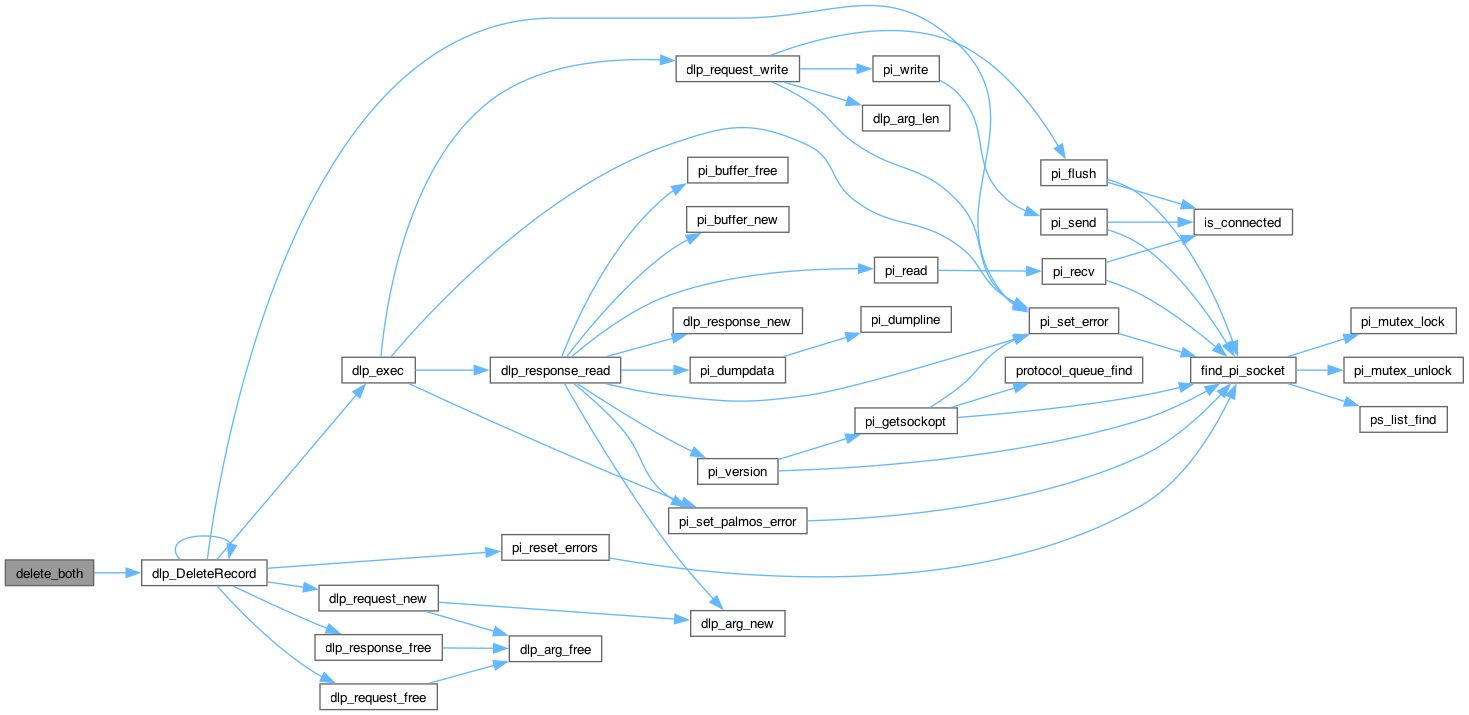 delete_both
dlp_DeleteRecord
dlp_exec
dlp_request_write
pi_write
dlp_arg_len
pi_flush
pi_send
is_connected
pi_buffer_free
pi_buffer_new
pi_read
pi_recv
dlp_response_new
pi_dumpline
pi_set_error
dlp_response_read
pi_dumpdata
protocol_queue_find
find_pi_socket
pi_mutex_lock
pi_mutex_unlock
ps_list_find
pi_getsockopt
pi_version
pi_set_palmos_error
pi_reset_errors
dlp_request_new
dlp_arg_new
dlp_response_free
dlp_arg_free
dlp_request_free